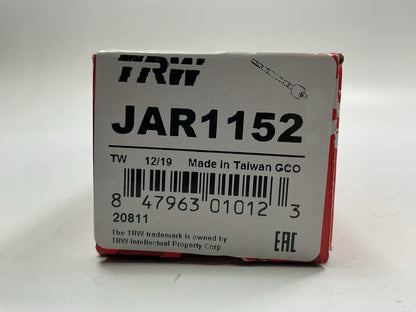 TRW
JAR1152
TW 12/19 Made in Taiwan GCO
8 47963 01012 3
20811
The TRW trademark is owned by
TRW Intellectual Property Corp.
EAC